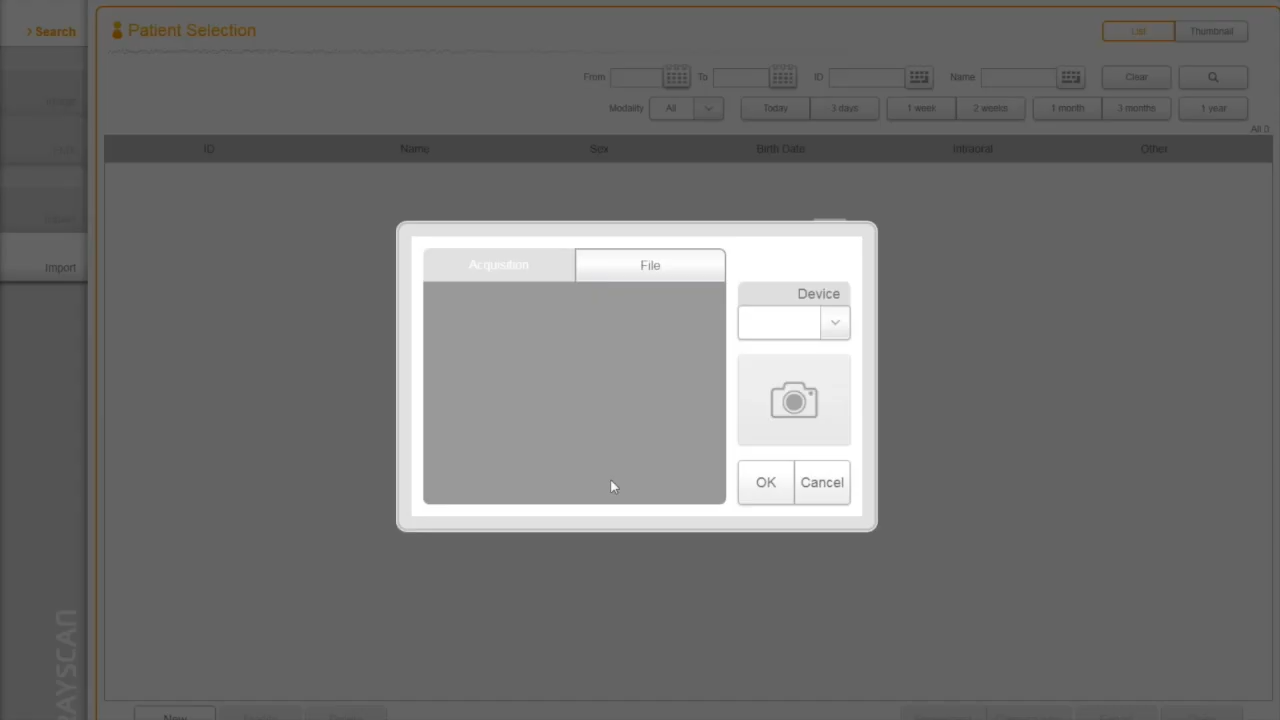 › Search
Patient Selection
List
Thumbnail
From
To
ID
Name
Clear
Modality
All
Today
3 days
1 week
2 weeks
1 month
3 months
1 year
ID
Name
Sex
Birth Date
Intraoral
Other
Import
Acquisition
File
Device
OK
Cancel
RAYSCAN
New